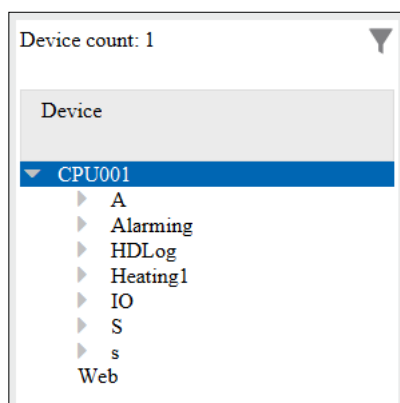 Device count: 1
Device
CPU001
A
Alarming
HDLog
Heating1
IO
S
s
Web